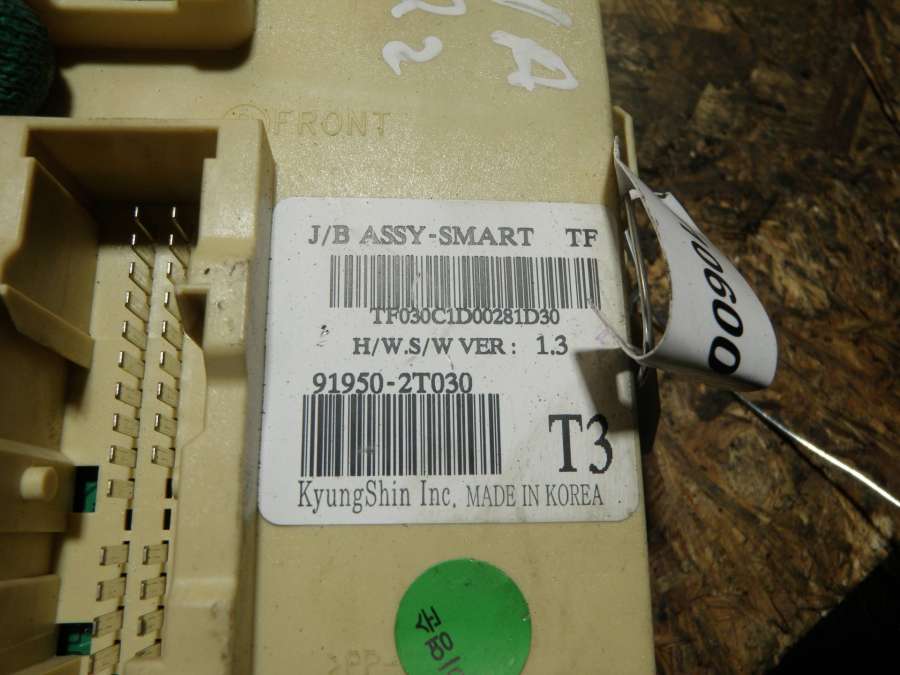 FRONT
J/B ASSY-SMART TF
TF030C1D00281D30
H/W.S/W VER : 1.3
91950-2T030
T3
KyungShin Inc. MADE IN KOREA